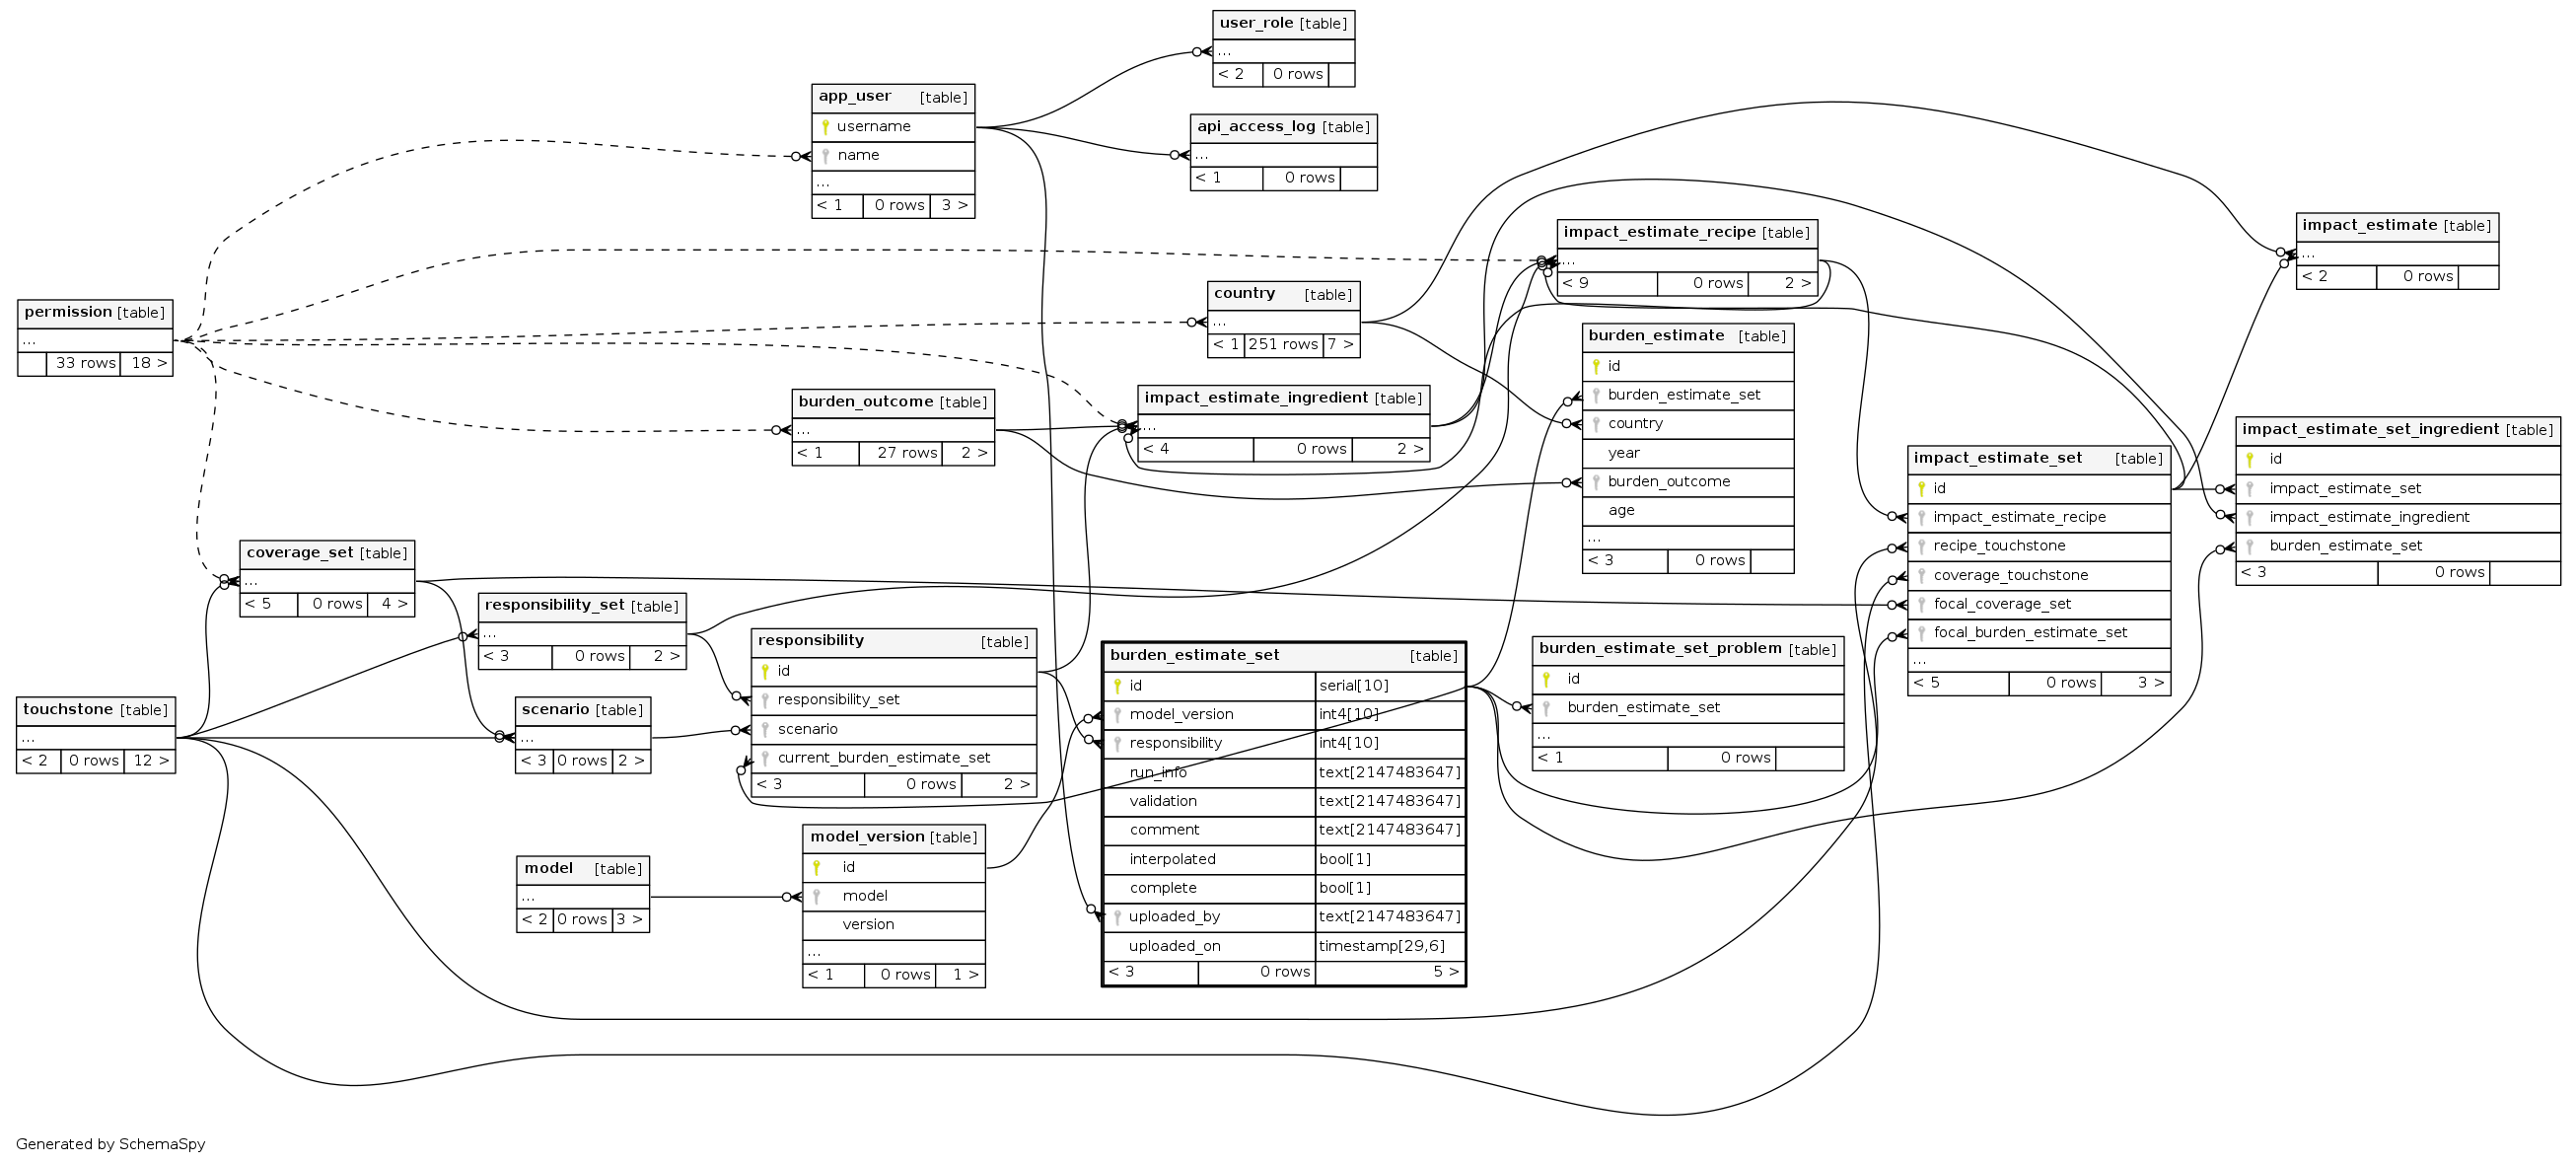 user_role [table]
...
< 2 0 rows
app_user [table]
username
name
...
< 1 0 rows 3 >
api_access_log [table]
...
< 1 0 rows
impact_estimate_recipe [table]
...
< 9 0 rows 2 >
impact_estimate [table]
...
< 2 0 rows
permission [table]
...
33 rows 18 >
country [table]
...
< 1 251 rows 7 >
burden_estimate [table]
id
burden_estimate_set
country
year
burden_outcome
age
...
< 3 0 rows
burden_outcome [table]
...
< 1 27 rows 2 >
impact_estimate_ingredient [table]
...
< 4 0 rows 2 >
impact_estimate_set [table]
id
impact_estimate_recipe
recipe_touchstone
coverage_touchstone
focal_coverage_set
focal_burden_estimate_set
...
< 5 0 rows 3 >
impact_estimate_set_ingredient [table]
id
impact_estimate_set
impact_estimate_ingredient
burden_estimate_set
< 3 0 rows
coverage_set [table]
...
< 5 0 rows 4 >
responsibility_set [table]
...
< 3 0 rows 2 >
responsibility [table]
id
responsibility_set
scenario
current_burden_estimate_set
< 3 0 rows 2 >
burden_estimate_set [table]
id serial[10]
model_version int4[10]
responsibility int4[10]
run_info text[2147483647]
validation text[2147483647]
comment text[2147483647]
interpolated bool[1]
complete bool[1]
uploaded_by text[2147483647]
uploaded_on timestamp[29,6]
< 3 0 rows 5 >
burden_estimate_set_problem [table]
id
burden_estimate_set
...
< 1 0 rows
touchstone [table]
...
< 2 0 rows 12 >
scenario [table]
...
< 3 0 rows 2 >
model [table]
...
< 2 0 rows 3 >
model_version [table]
id
model
version
...
< 1 0 rows 1 >
Generated by SchemaSpy